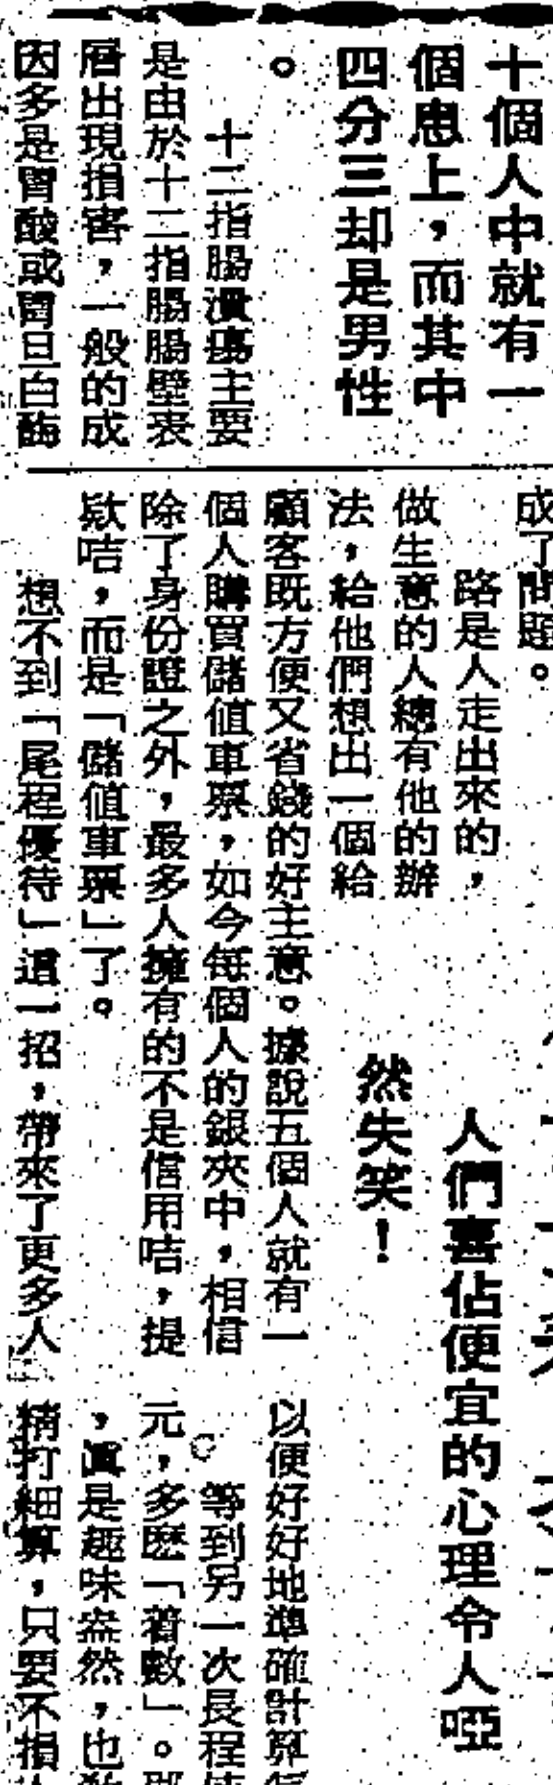 十個人中就有一
個患上，而其中
四分三却是男性
。
十二指腸潰瘍主要
是由於十二指腸腸壁表
層出現損害，一般的成
因多是胃酸或胃旦白酶
成了問題。
路是人走出來的，
做生意的人總有他的辦
法，給他們想出一個給
顧客既方便又省錢的好主意。據說五個人就有一
個人購買儲值車票，如今每個人的銀夾中，相信
除了身份證之外，最多人擁有的不是信用咭，提
款咭，而是「儲值車票」了。
想不到「尾程優待」這一招，帶來了更多人
人們喜佔便宜的心理令人啞
然失笑！
以便好好地準確計算
等到另一次長程
元，多麽「着數」。
，眞是趣味盎然，也
精打細算，只要不損